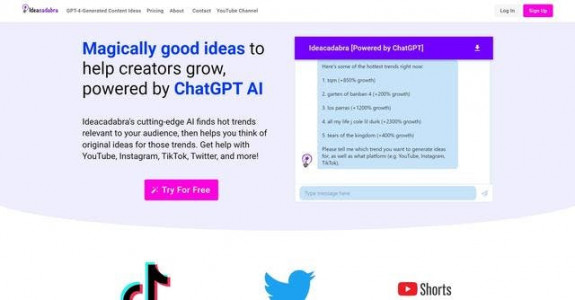 Ideacadabra
GPT-4-Generated Content Ideas Pricing About Contact YouTube Channel Log In Sign Up
Magically good ideas to
help creators grow,
powered by ChatGPT AI
Ideacadabra's cutting-edge AI finds hot trends
relevant to your audience, then helps you think of
original ideas for those trends. Get help with
YouTube, Instagram, TikTok, Twitter, and more!
Try For Free
Ideacadabra [Powered by ChatGPT]
Here's some of the hottest trends right now:
1. tqm (+850% growth)
2. garten of banban 4 (+200% growth)
3. los parras (+1200% growth)
4. all my life j cole lil durk (+2300% growth)
5. tears of the kingdom (+400% growth)
Please tell me which trend you want to generate ideas
for, as well as what platform (e.g. YouTube, Instagram,
TikTok).
Type message here
Shorts